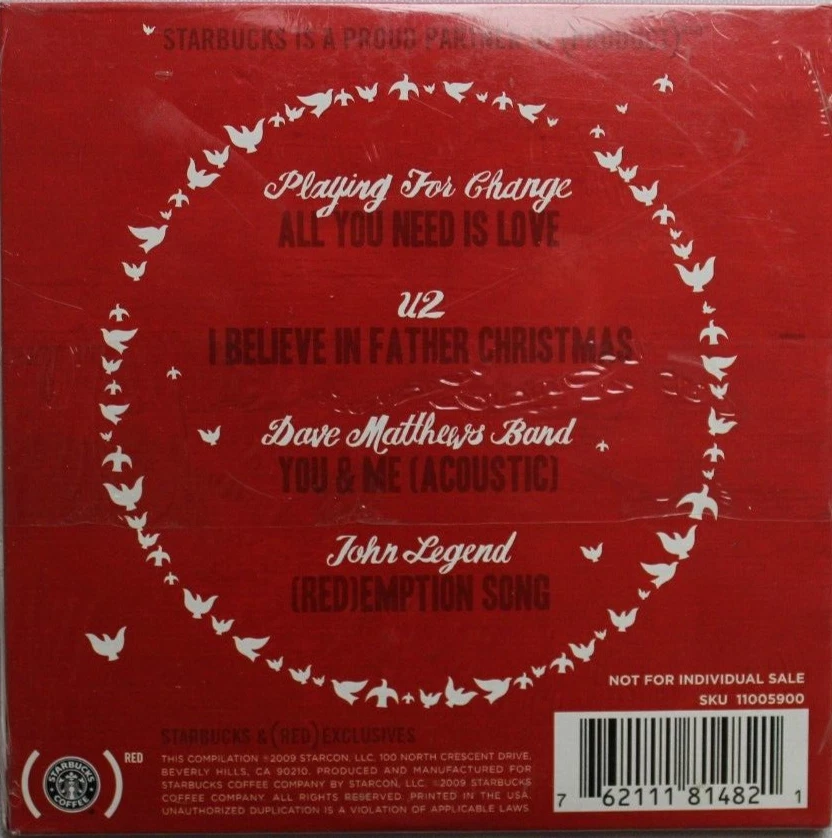 STARBUCKS IS A PROUD PARTNER OF (PRODUCT)RED
Playing For Change
ALL YOU NEED IS LOVE
U2
I BELIEVE IN FATHER CHRISTMAS
Dave Matthews Band
YOU & ME (ACOUSTIC)
John Legend
(RED)EMPTION SONG
NOT FOR INDIVIDUAL SALE
SKU 11005900
STARBUCKS & (RED) EXCLUSIVES
THIS COMPILATION ℗2009 STARCON, LLC. 100 NORTH CRESCENT DRIVE,
BEVERLY HILLS, CA 90210. PRODUCED AND MANUFACTURED FOR
STARBUCKS COFFEE COMPANY BY STARCON, LLC. ©2009 STARBUCKS
COFFEE COMPANY. ALL RIGHTS RESERVED. PRINTED IN THE USA.
UNAUTHORIZED DUPLICATION IS A VIOLATION OF APPLICABLE LAWS.
(STARBUCKS COFFEE)RED
7 62111 81482 1